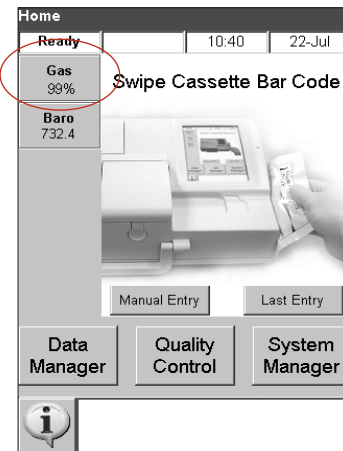 Home
Ready 10:40 22-Jul
Gas
99%
Swipe Cassette Bar Code
Baro
732.4
Manual Entry Last Entry
Data Manager
Quality Control
System Manager